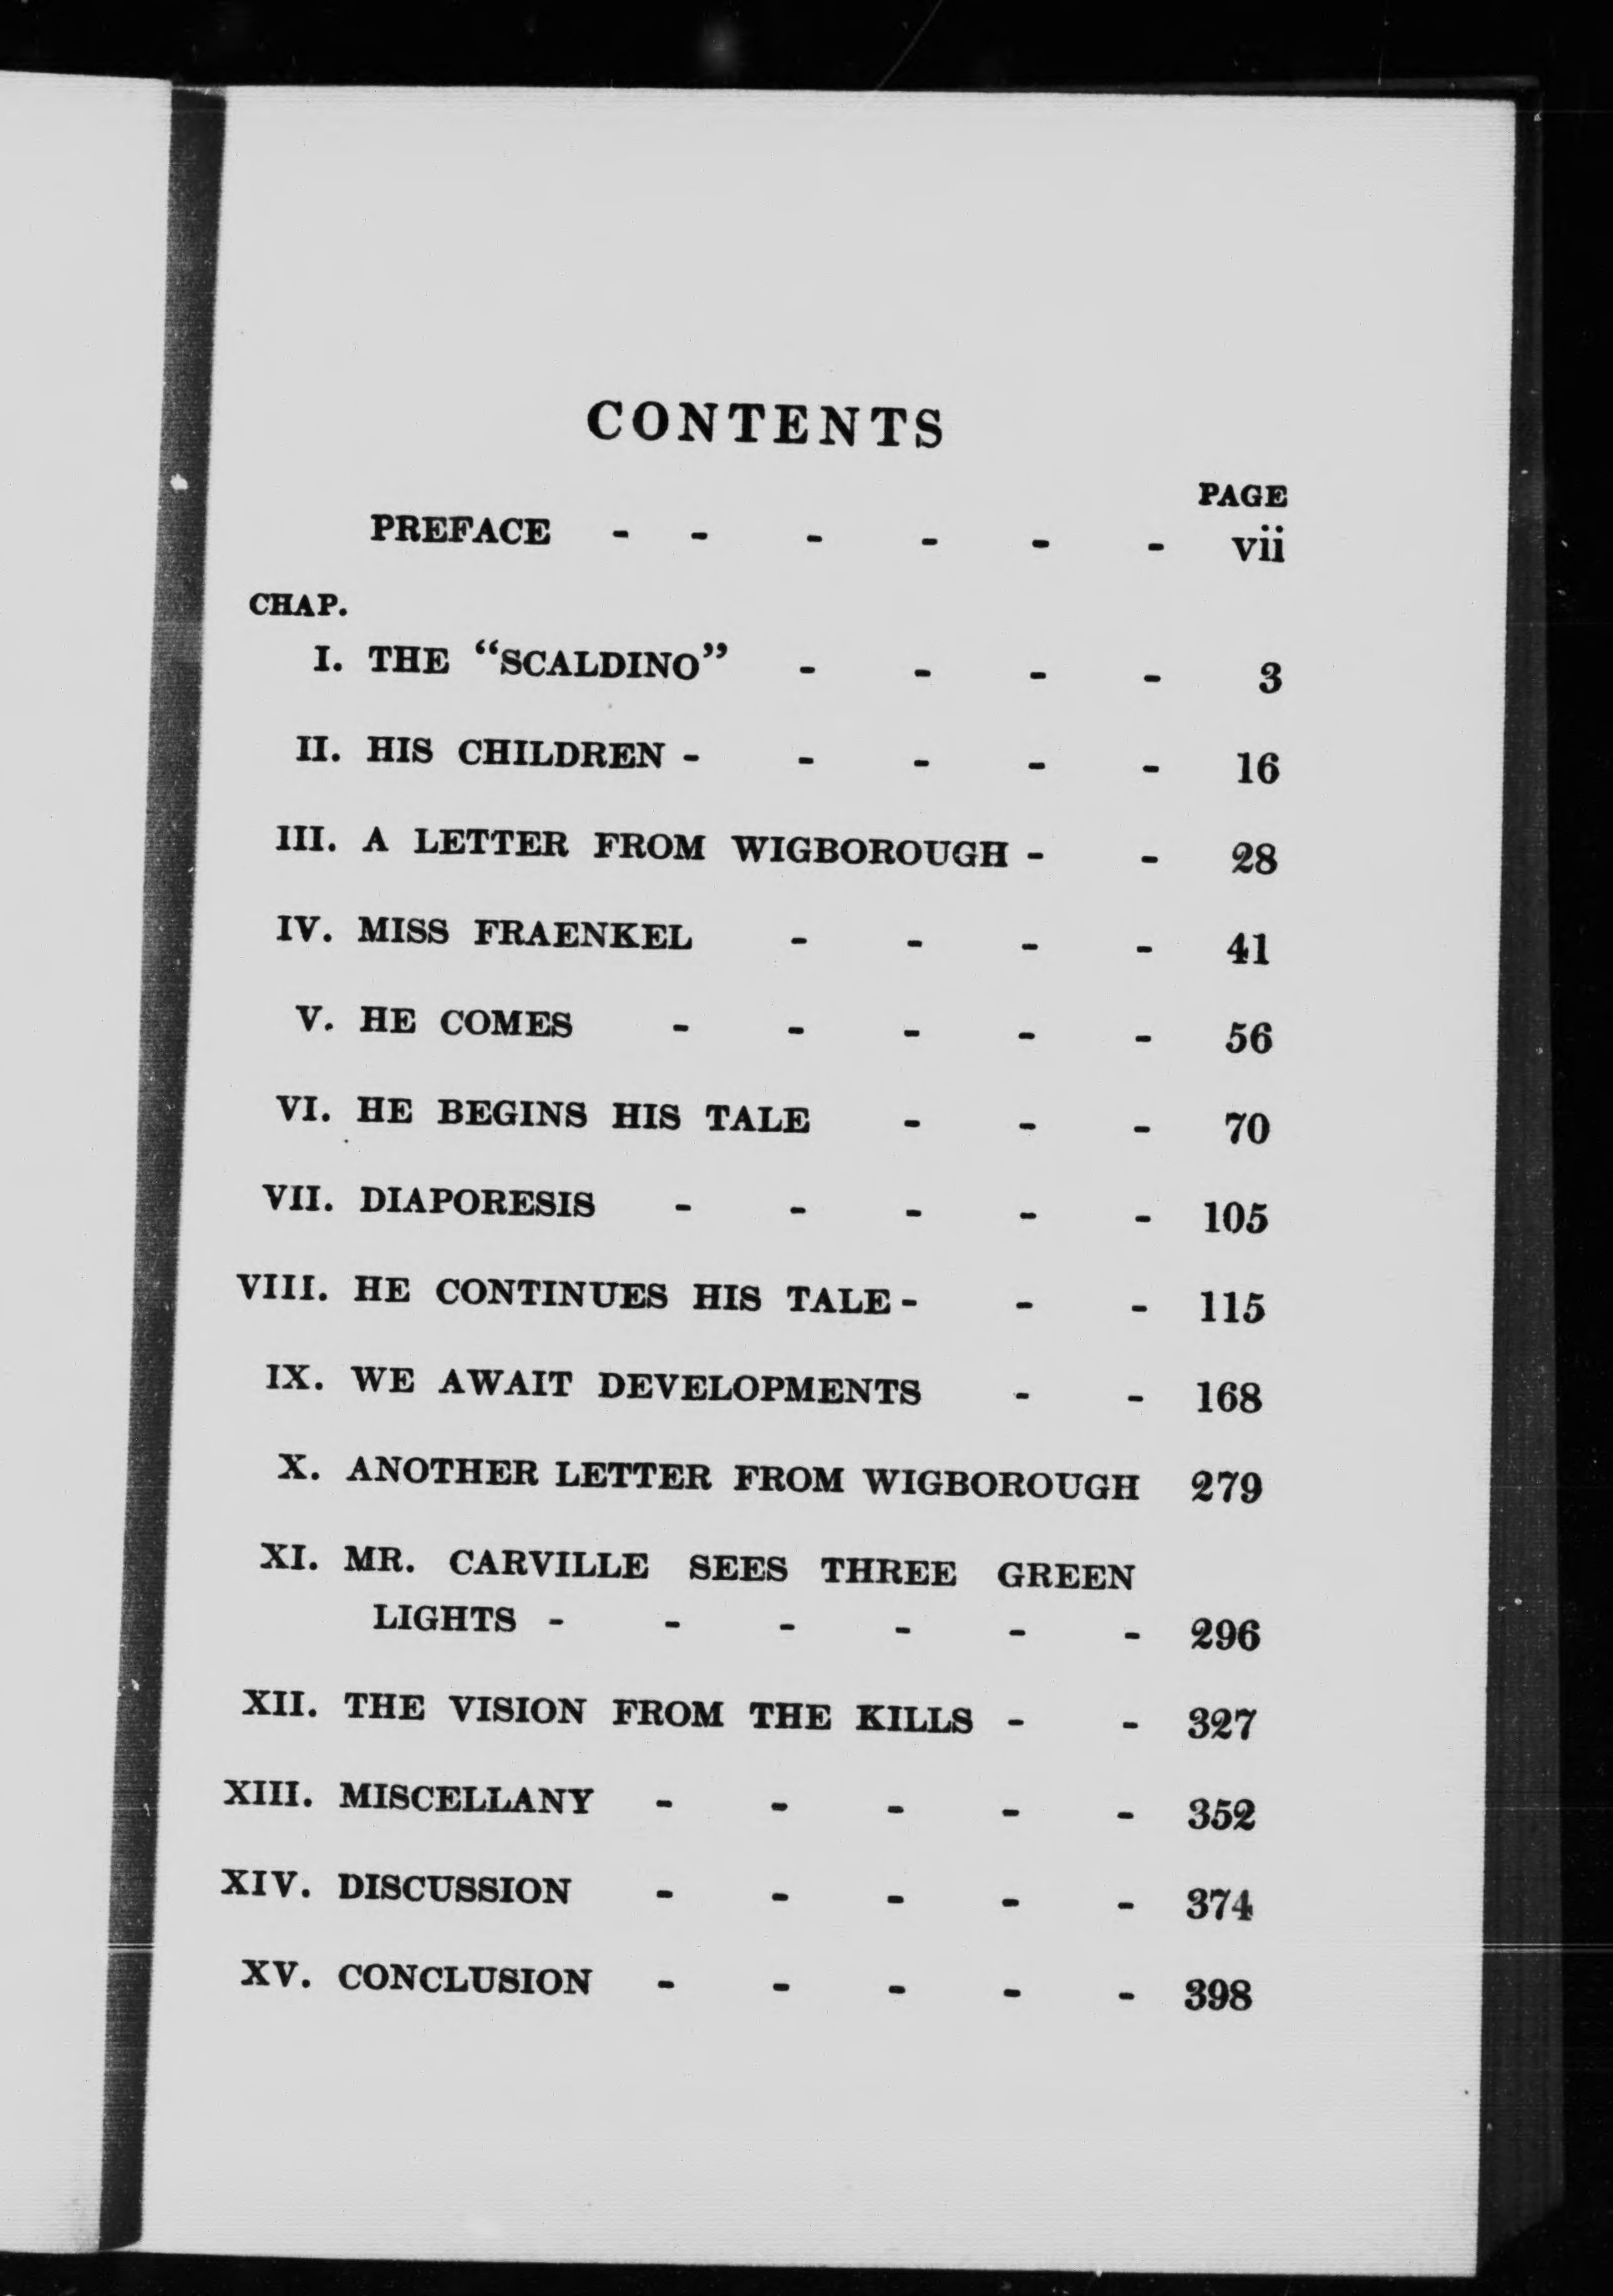 CONTENTS
PAGE
PREFACE - - - - - - vii
CHAP.
I. THE “SCALDINO” - - - - 3
II. HIS CHILDREN - - - - - 16
III. A LETTER FROM WIGBOROUGH - - 28
IV. MISS FRAENKEL - - - - 41
V. HE COMES - - - - - 56
VI. HE BEGINS HIS TALE - - - 70
VII. DIAPORESIS - - - - - 105
VIII. HE CONTINUES HIS TALE - - - 115
IX. WE AWAIT DEVELOPMENTS - - 168
X. ANOTHER LETTER FROM WIGBOROUGH 279
XI. MR. CARVILLE SEES THREE GREEN
LIGHTS - - - - - - 296
XII. THE VISION FROM THE KILLS - - 327
XIII. MISCELLANY - - - - - 352
XIV. DISCUSSION - - - - - 374
XV. CONCLUSION - - - - - 398